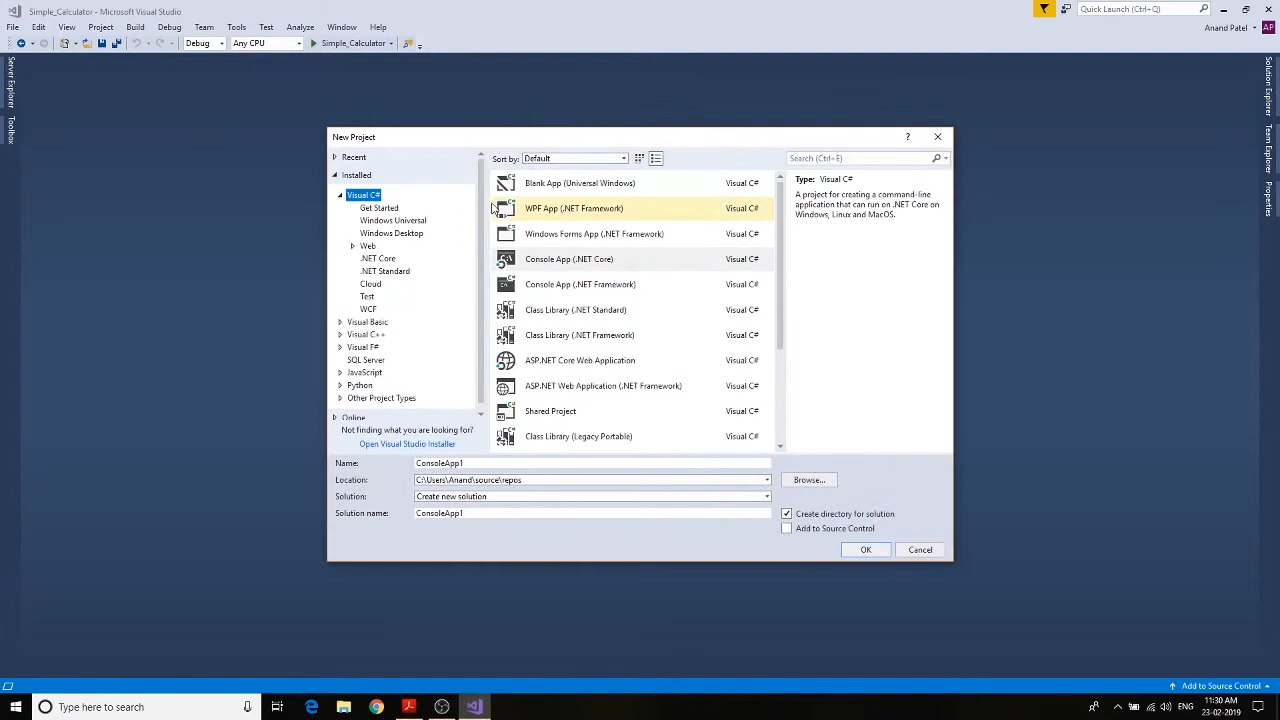 Simple_Calculator - Microsoft Visual Studio
Quick Launch (Ctrl+Q)
File Edit View Project Build Debug Team Tools Test Analyze Window Help
Anand Patel AP
Debug Any CPU Simple_Calculator
Server Explorer
Toolbox
Solution Explorer
Team Explorer
Properties
New Project
? 
Recent
Installed
Visual C#
Get Started
Windows Universal
Windows Desktop
Web
.NET Core
.NET Standard
Cloud
Test
WCF
Visual Basic
Visual C++
Visual F#
SQL Server
JavaScript
Python
Other Project Types
Online
Not finding what you are looking for?
Open Visual Studio Installer
Sort by: Default
Blank App (Universal Windows) Visual C#
WPF App (.NET Framework) Visual C#
Windows Forms App (.NET Framework) Visual C#
Console App (.NET Core) Visual C#
Console App (.NET Framework) Visual C#
Class Library (.NET Standard) Visual C#
Class Library (.NET Framework) Visual C#
ASP.NET Core Web Application Visual C#
ASP.NET Web Application (.NET Framework) Visual C#
Shared Project Visual C#
Class Library (Legacy Portable) Visual C#
Search (Ctrl+E)
Type: Visual C#
A project for creating a command-line
application that can run on .NET Core on
Windows, Linux and MacOS.
Name: ConsoleApp1
Location: C:\Users\Anand\source\repos
Browse...
Solution: Create new solution
Solution name: ConsoleApp1
Create directory for solution
Add to Source Control
OK Cancel
Add to Source Control
Type here to search
ENG
11:30 AM
23-02-2019